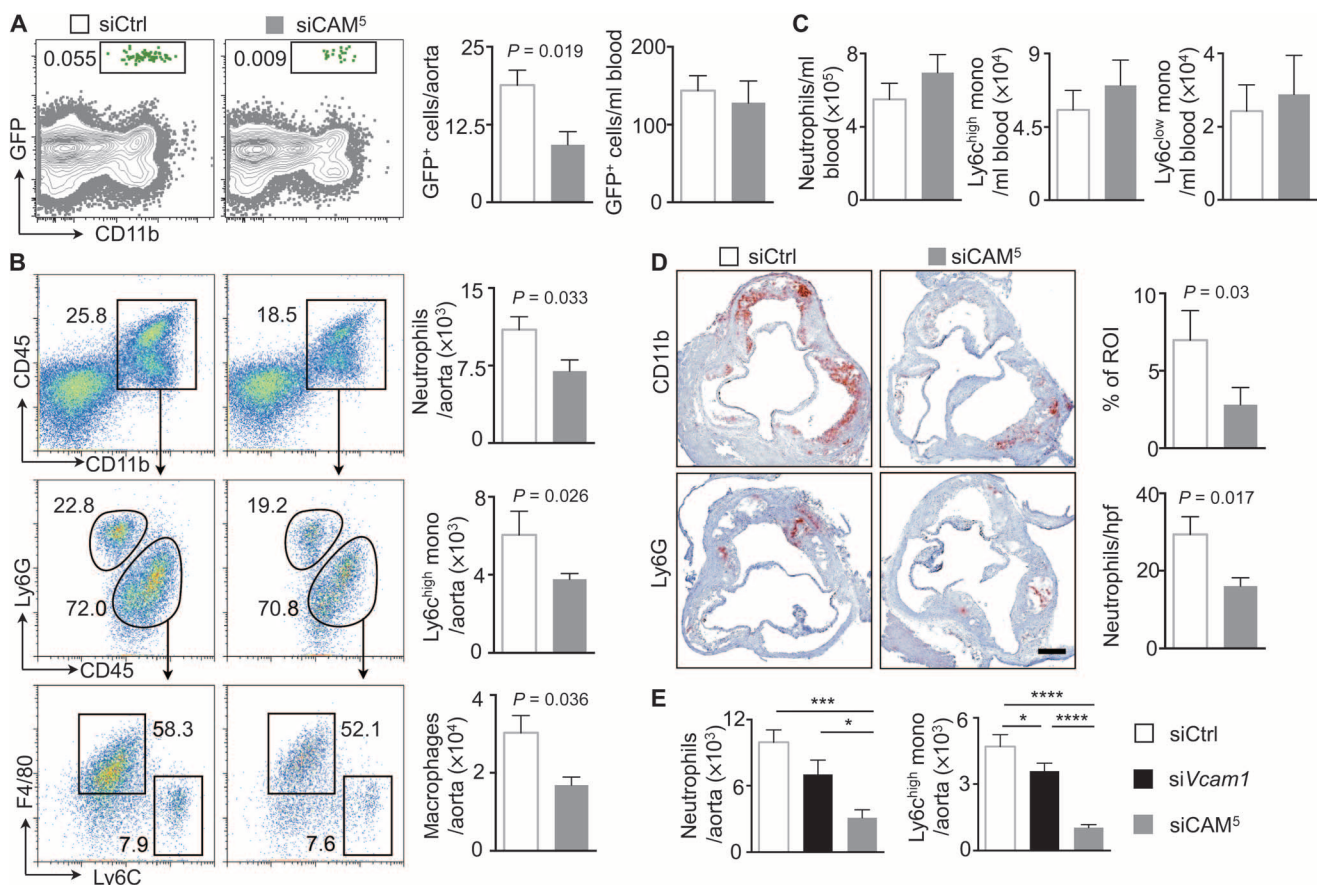 A
siCtrl
siCAM⁵
0.055
0.009
GFP
CD11b
P = 0.019
GFP⁺ cells/aorta
25
12.5
0
GFP⁺ cells/ml blood
200
100
0
C
Neutrophils/ml
blood (×10⁵)
8
4
0
Ly6cʰⁱᵍʰ mono
/ml blood (×10⁴)
9
4.5
0
Ly6cˡᵒʷ mono
/ml blood (×10⁴)
4
2
0
B
25.8
18.5
CD45
CD11b
P = 0.033
Neutrophils
/aorta (×10³)
15
7.5
0
22.8
19.2
72.0
70.8
Ly6G
CD45
P = 0.026
Ly6cʰⁱᵍʰ mono
/aorta (×10³)
8
4
0
58.3
52.1
7.9
7.6
F4/80
Ly6C
P = 0.036
Macrophages
/aorta (×10⁴)
4
2
0
D
siCtrl
siCAM⁵
CD11b
P = 0.03
% of ROI
10
5
0
Ly6G
P = 0.017
Neutrophils/hpf
40
20
0
E
***
*
Neutrophils
/aorta (×10³)
12
6
0
****
* ****
Ly6cʰⁱᵍʰ mono
/aorta (×10³)
6
3
0
siCtrl
siVcam1
siCAM⁵